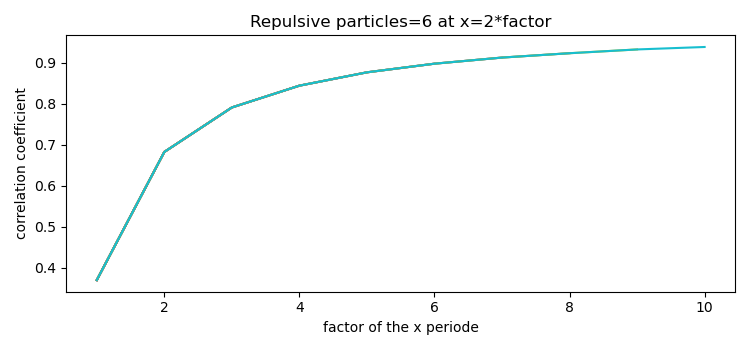 Repulsive particles=6 at x=2*factor
correlation coefficient
0.9
0.8
0.7
0.6
0.5
0.4
2 4 6 8 10
factor of the x periode